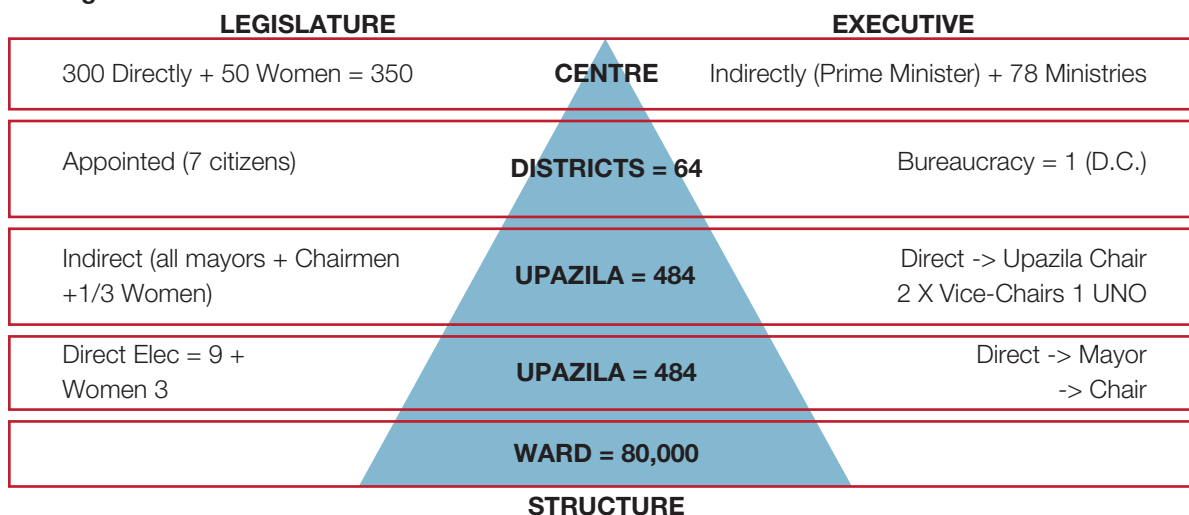 LEGISLATURE
EXECUTIVE
300 Directly + 50 Women = 350
CENTRE
Indirectly (Prime Minister) + 78 Ministries
Appointed (7 citizens)
DISTRICTS = 64
Bureaucracy = 1 (D.C.)
Indirect (all mayors + Chairmen
+1/3 Women)
UPAZILA = 484
Direct -> Upazila Chair
2 X Vice-Chairs 1 UNO
Direct Elec = 9 +
Women 3
UPAZILA = 484
Direct -> Mayor
-> Chair
WARD = 80,000
STRUCTURE